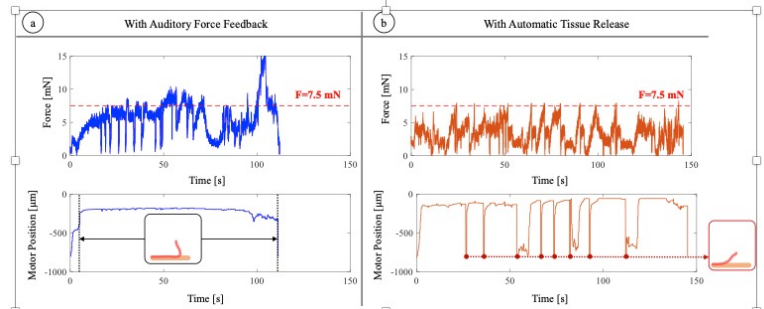 a
With Auditory Force Feedback
b
With Automatic Tissue Release
15
10
5
0
Force [mN]
F=7.5 mN
0
50
100
150
Time [s]
15
10
5
0
Force [mN]
F=7.5 mN
0
50
100
150
Time [s]
0
-500
-1000
Motor Position [μm]
0
50
100
150
Time [s]
0
-500
-1000
Motor Position [μm]
0
50
100
150
Time [s]